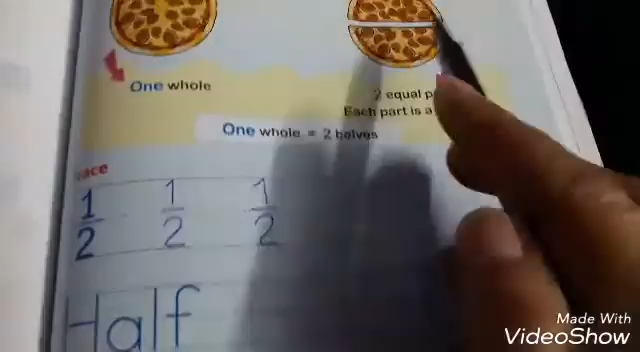 One whole
2 equal
Each part is a
One whole = 2 halves
1/2 1/2 1/2
Half
Made With
VideoShow